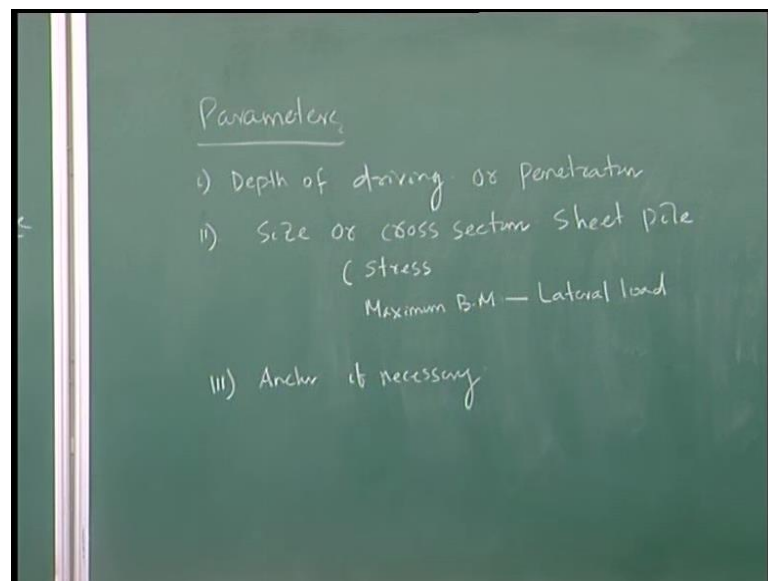 Parameters
i) Depth of driving or Penetration
ii) Size or cross section Sheet pile
( stress
Maximum B.M — Lateral load
III) Anchor if necessary